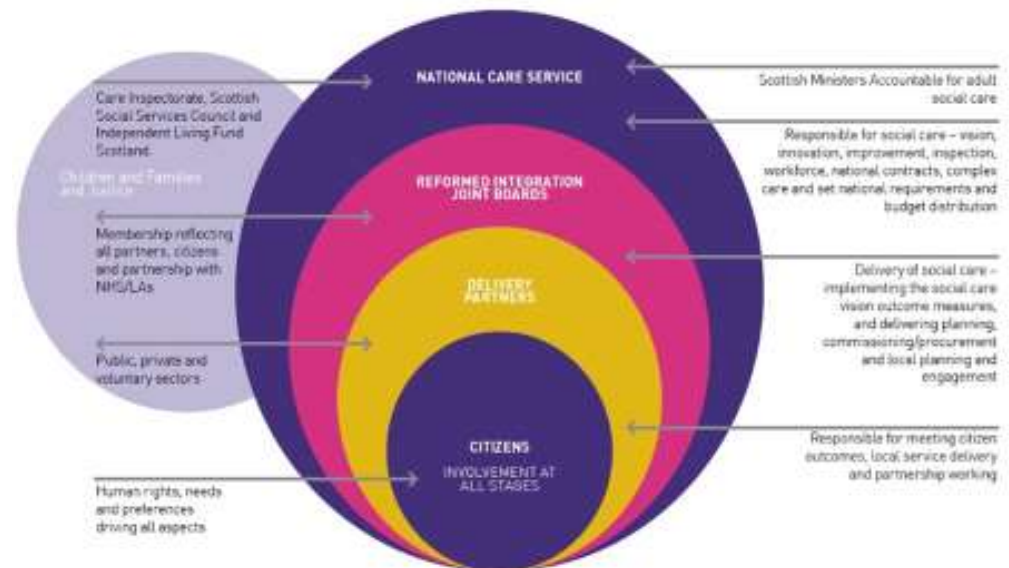 Care Inspectorate, Scottish
Social Services Council and
Independent Living Fund
Scotland
Children and Families
and Justice
Membership reflecting
all partners, citizens
and partnership with
NHS/LAs
Public, private and
voluntary sectors
Human rights, needs
and preferences
driving all aspects
NATIONAL CARE SERVICE
REFORMED INTEGRATION
JOINT BOARDS
DELIVERY
PARTNERS
CITIZENS
INVOLVEMENT AT
ALL STAGES
Scottish Ministers Accountable for adult
social care
Responsible for social care – vision,
innovation, improvement, inspection,
workforce, national contracts, complex
care and set national requirements and
budget distribution
Delivery of social care –
implementing the social care
vision outcome measures,
and delivering planning,
commissioning/procurement
and local planning and
engagement
Responsible for meeting citizen
outcomes, local service delivery
and partnership working